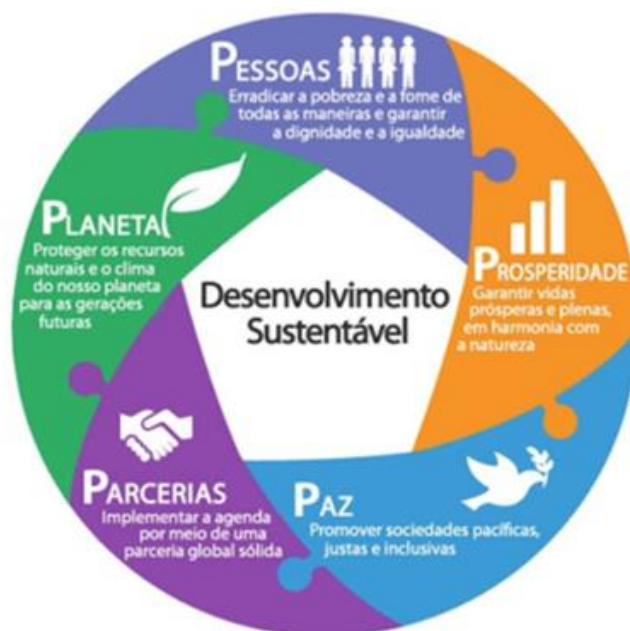 PESSOAS
Erradicar a pobreza e a fome de
todas as maneiras e garantir
a dignidade e a igualdade
PROSPERIDADE
Garantir vidas
prósperas e plenas,
em harmonia com
a natureza
PAZ
Promover sociedades pacíficas,
justas e inclusivas
PARCERIAS
Implementar a agenda
por meio de uma
parceria global sólida
PLANETA
Proteger os recursos
naturais e o clima
do nosso planeta
para as gerações
futuras
Desenvolvimento
Sustentável